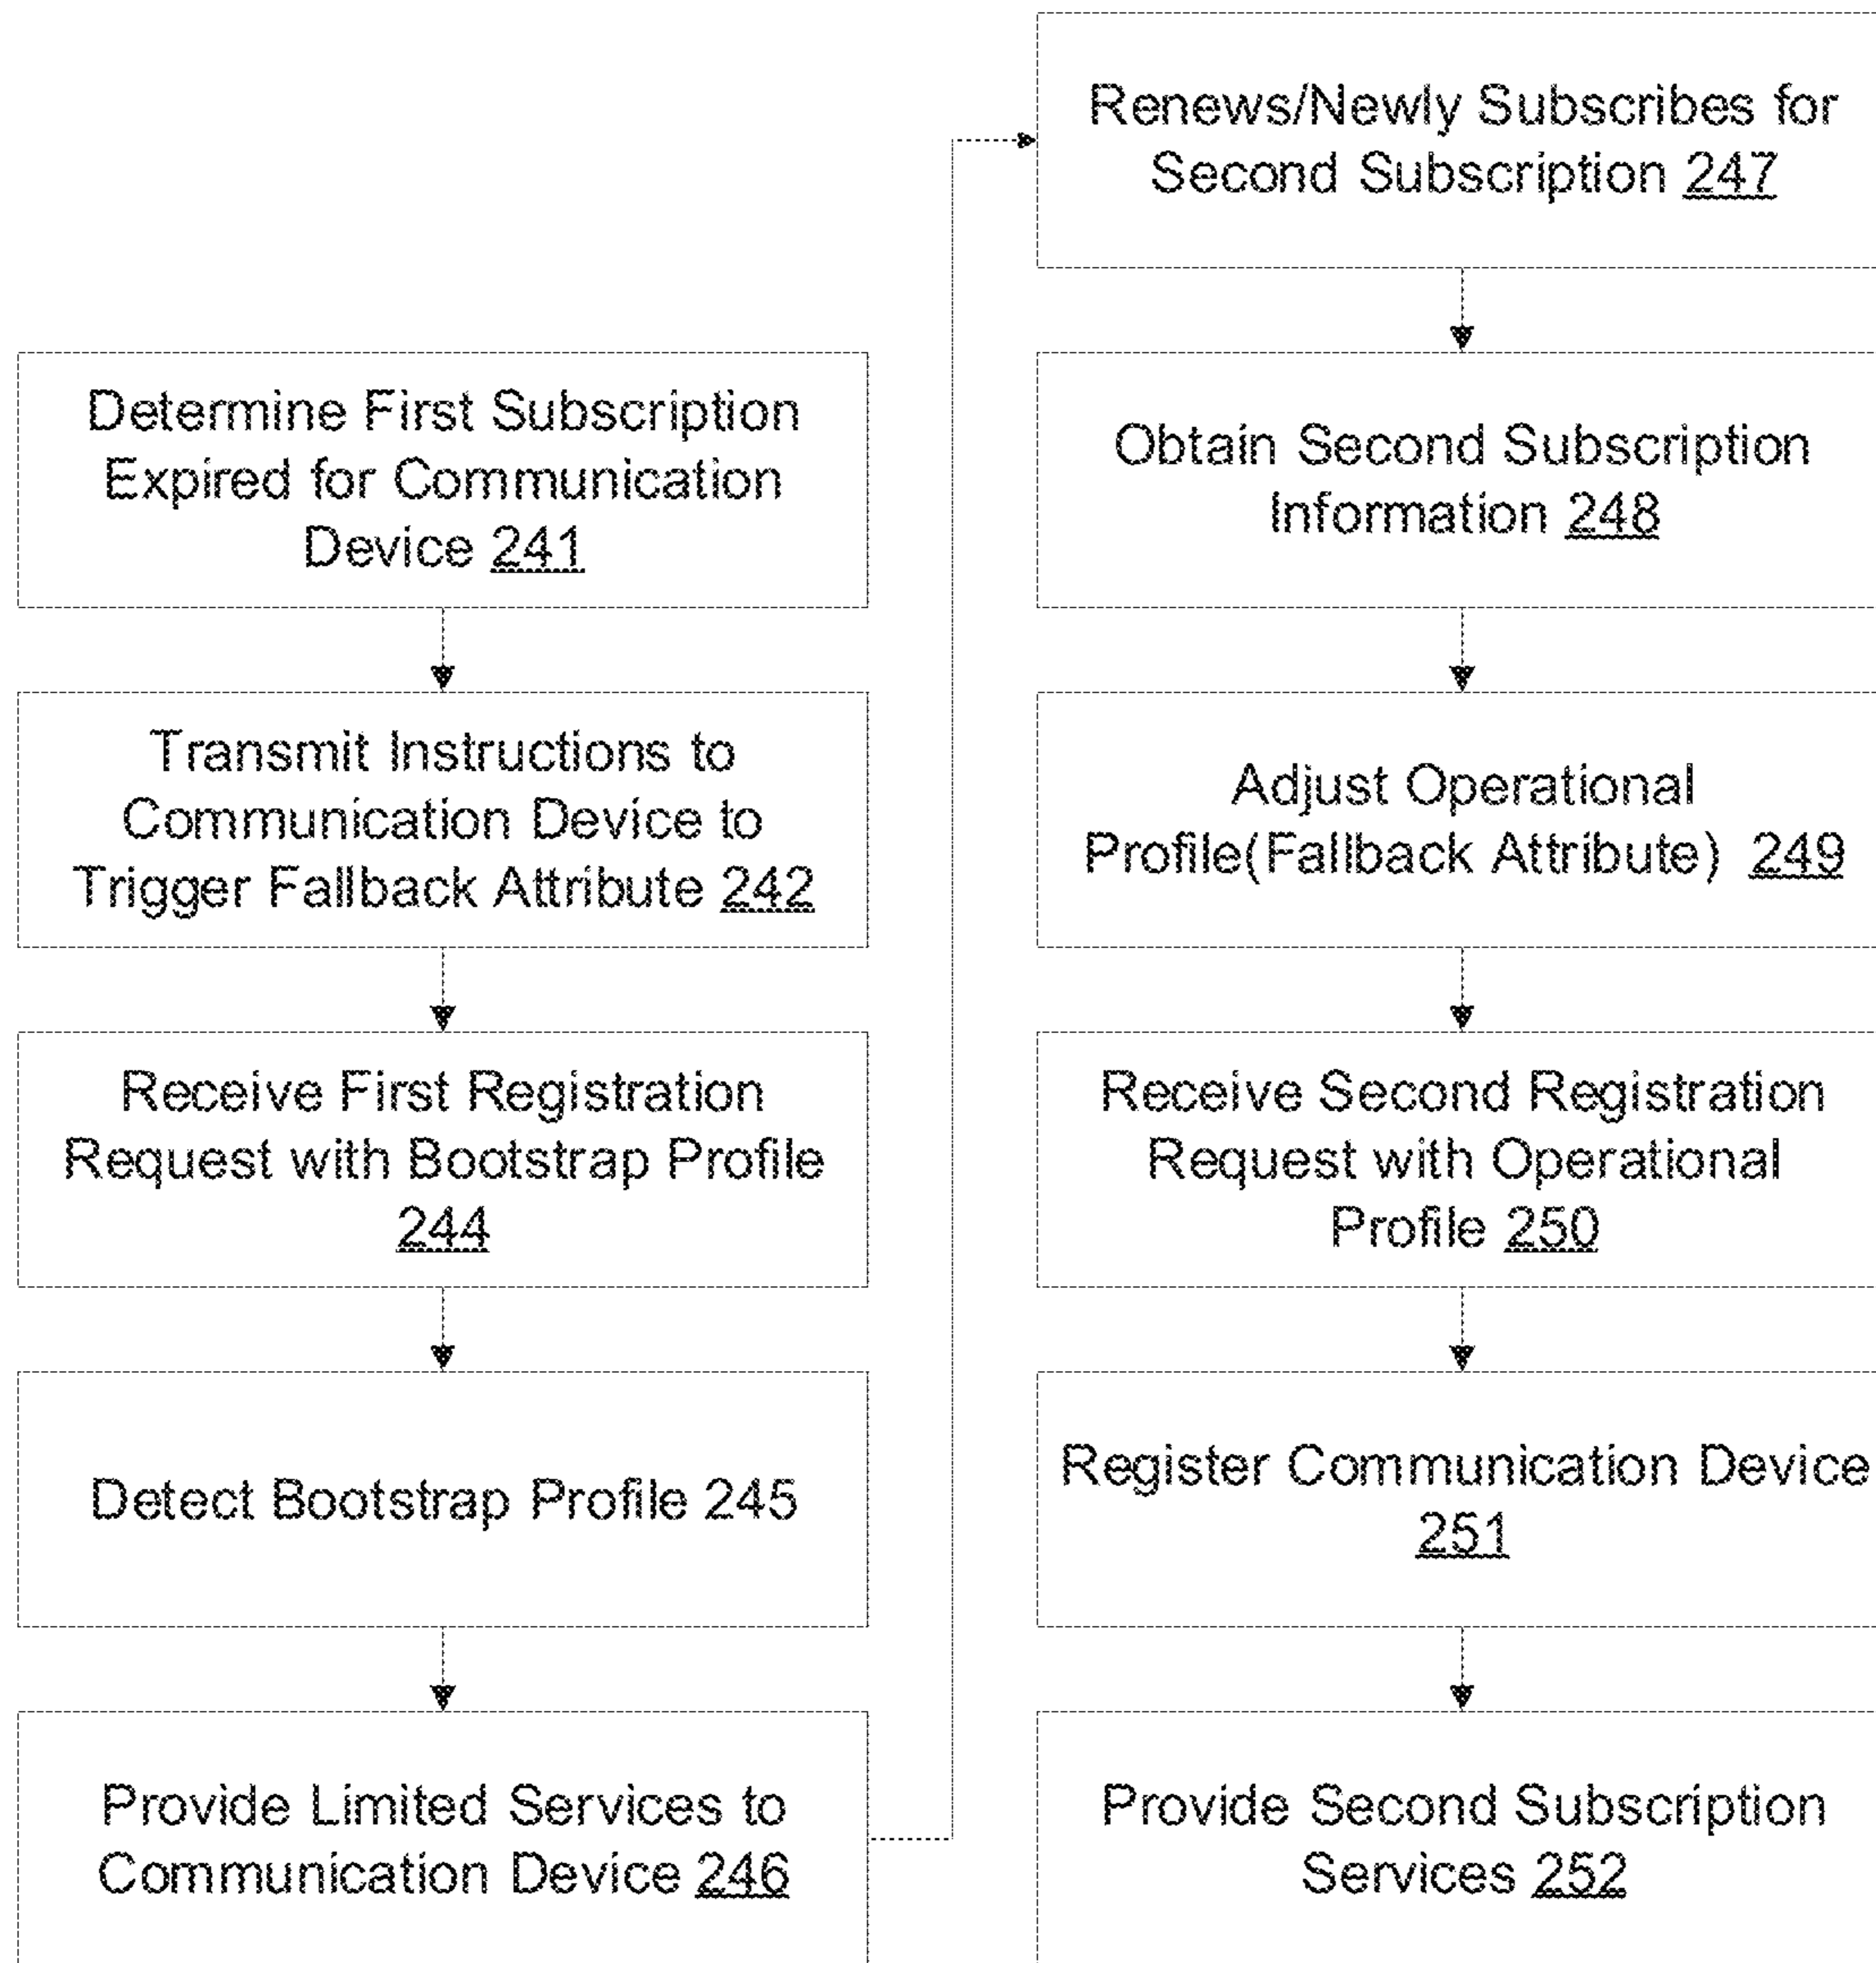 Determine First Subscription
Expired for Communication
Device 241
Transmit Instructions to
Communication Device to
Trigger Fallback Attribute 242
Receive First Registration
Request with Bootstrap Profile
244
Detect Bootstrap Profile 245
Provide Limited Services to
Communication Device 246
Renews/Newly Subscribes for
Second Subscription 247
Obtain Second Subscription
Information 248
Adjust Operational
Profile(Fallback Attribute) 249
Receive Second Registration
Request with Operational
Profile 250
Register Communication Device
251
Provide Second Subscription
Services 252